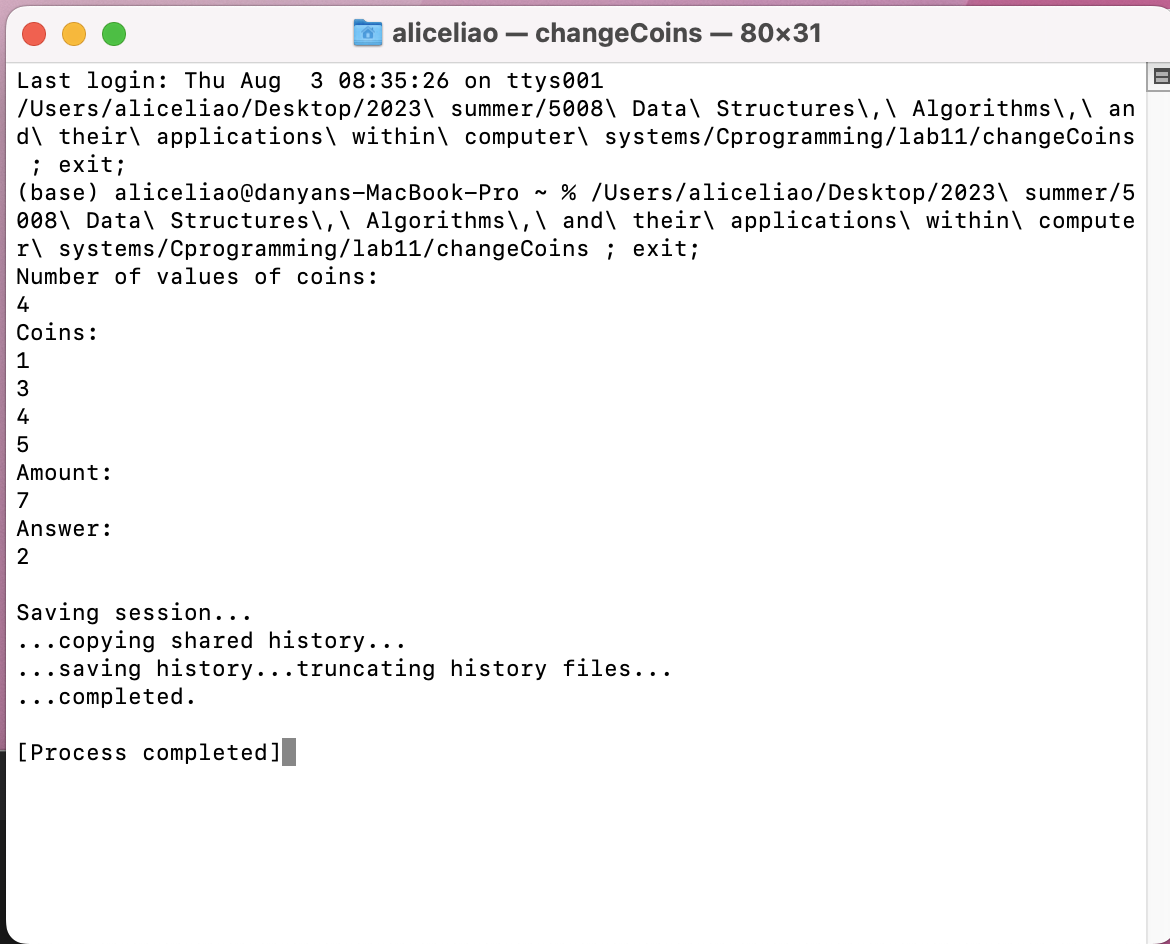 aliceliao — changeCoins — 80×31
Last login: Thu Aug  3 08:35:26 on ttys001
/Users/aliceliao/Desktop/2023\ summer/5008\ Data\ Structures\,\ Algorithms\,\ an
d\ their\ applications\ within\ computer\ systems/Cprogramming/lab11/changeCoins
 ; exit;
(base) aliceliao@danyans-MacBook-Pro ~ % /Users/aliceliao/Desktop/2023\ summer/5
008\ Data\ Structures\,\ Algorithms\,\ and\ their\ applications\ within\ compute
r\ systems/Cprogramming/lab11/changeCoins ; exit;
Number of values of coins:
4
Coins:
1
3
4
5
Amount:
7
Answer:
2
Saving session...
...copying shared history...
...saving history...truncating history files...
...completed.
[Process completed]